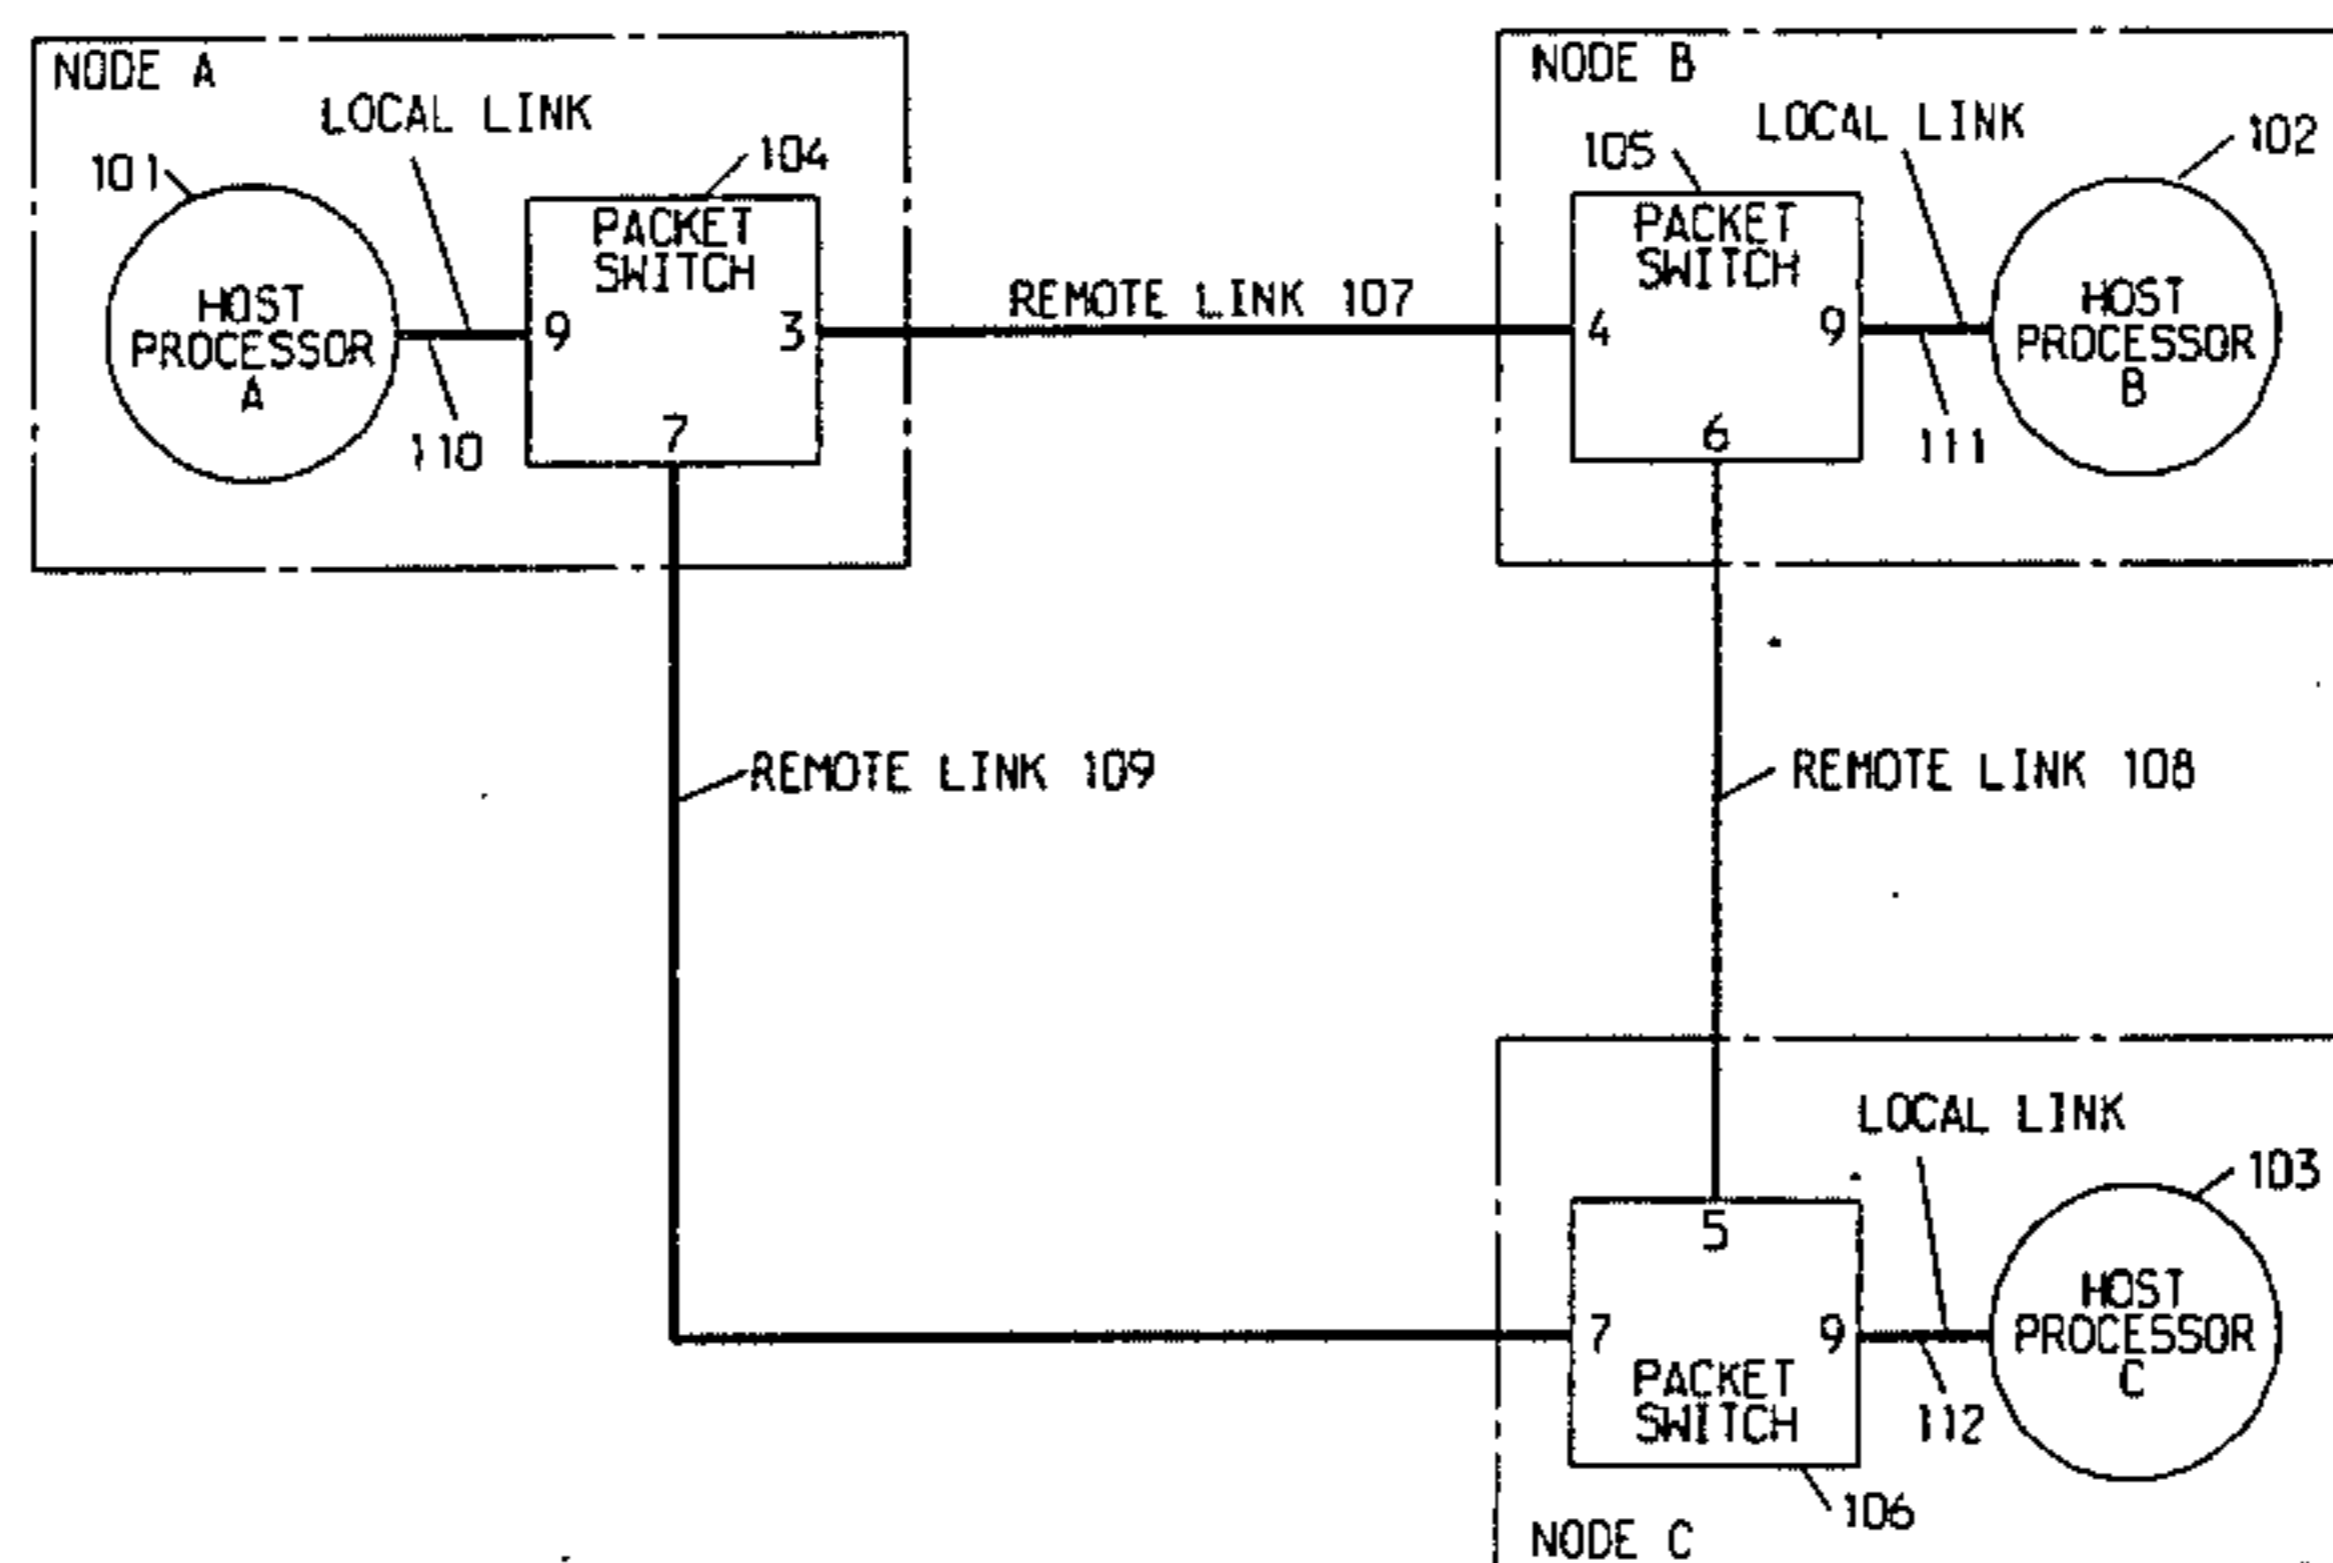 NODE A
LOCAL LINK
101
104
PACKET
SWITCH
HOST
PROCESSOR
A
110
9
3
7
REMOTE LINK 107
NODE B
LOCAL LINK
105
102
PACKET
SWITCH
4
9
6
HOST
PROCESSOR
B
111
REMOTE LINK 109
REMOTE LINK 108
LOCAL LINK
103
5
7
9
PACKET
SWITCH
HOST
PROCESSOR
C
112
106
NODE C